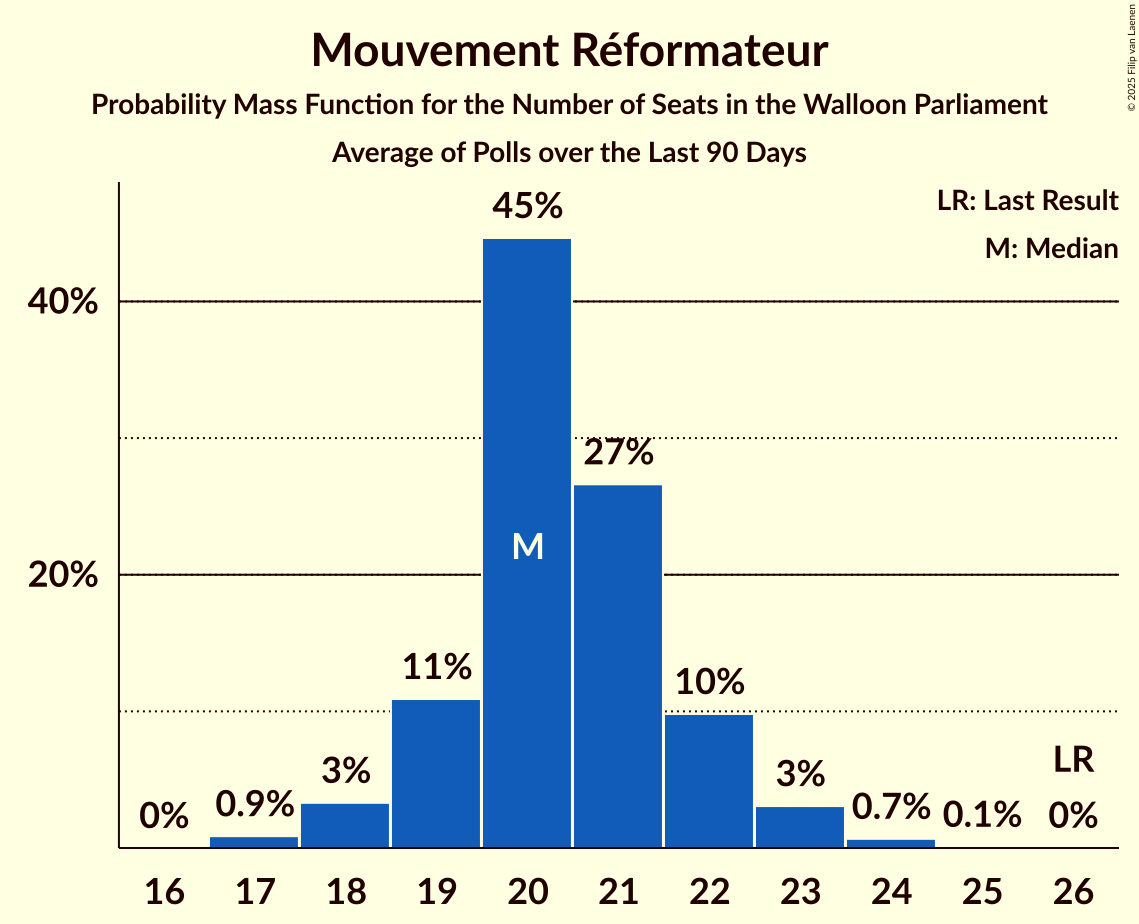 Mouvement Réformateur
Probability Mass Function for the Number of Seats in the Walloon Parliament
Average of Polls over the Last 90 Days
© 2025 Filip van Laenen
LR: Last Result
M: Median
45%
40%
27%
M
20%
11%
10%
LR
3%
3%
0%
0.9%
0.7%
0.1%
0%
16 17 18 19 20 21 22 23 24 25 26